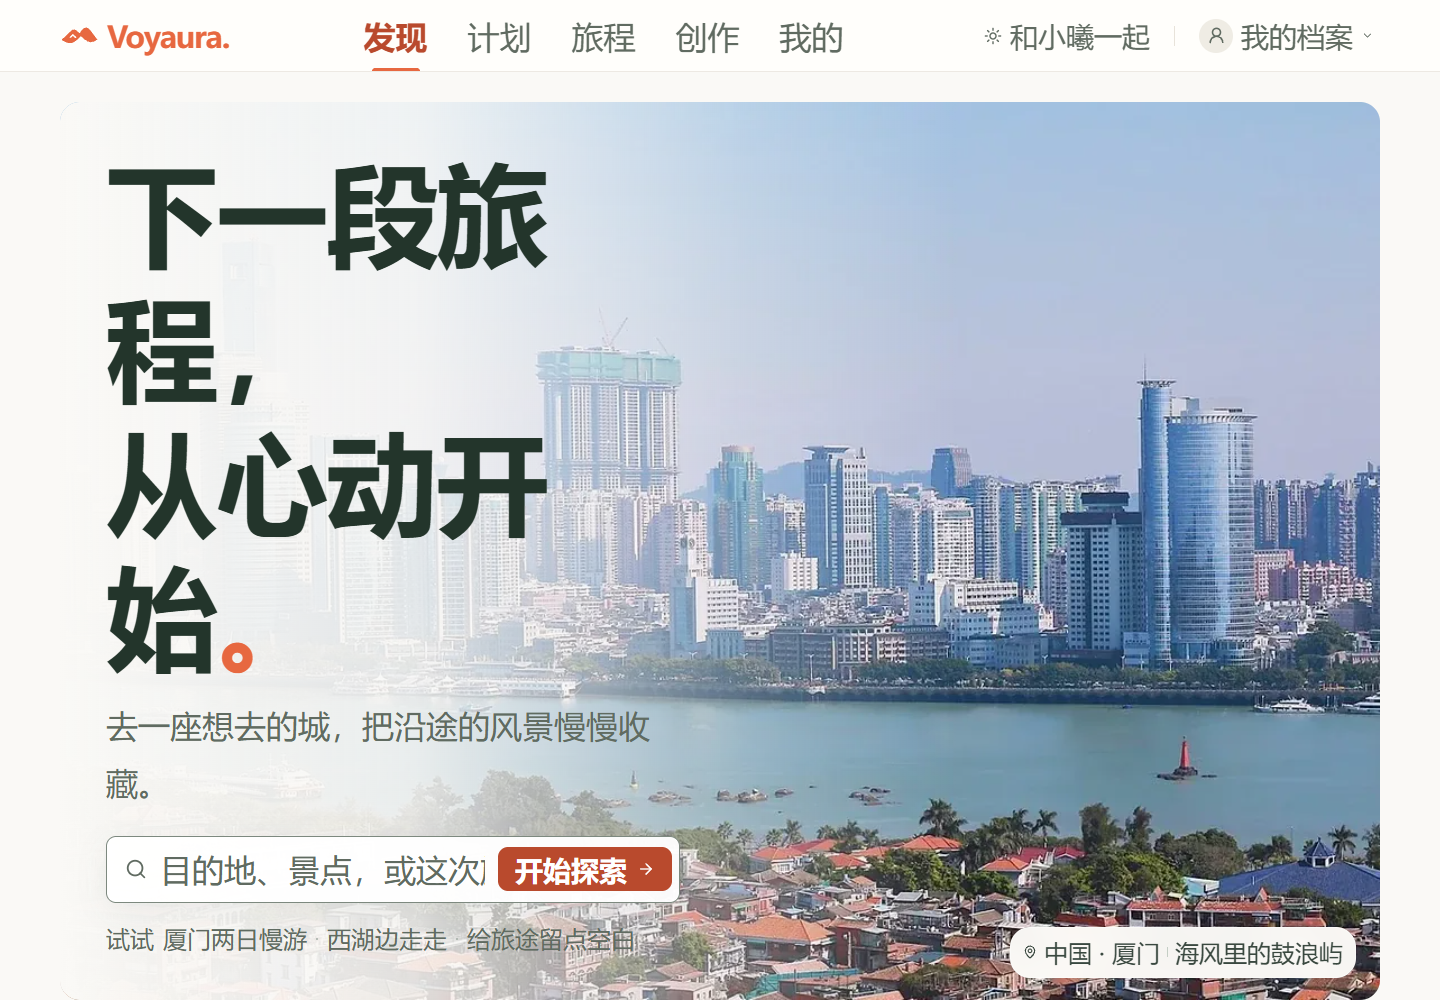 Voyaura.
发现 计划 旅程 创作 我的
和小曦一起
我的档案
下一段旅
程，
从心动开
始。
去一座想去的城，把沿途的风景慢慢收
藏。
目的地、景点，或这次
开始探索 →
试试 厦门两日慢游 · 西湖边走走 给旅途留点空白
中国 · 厦门 海风里的鼓浪屿